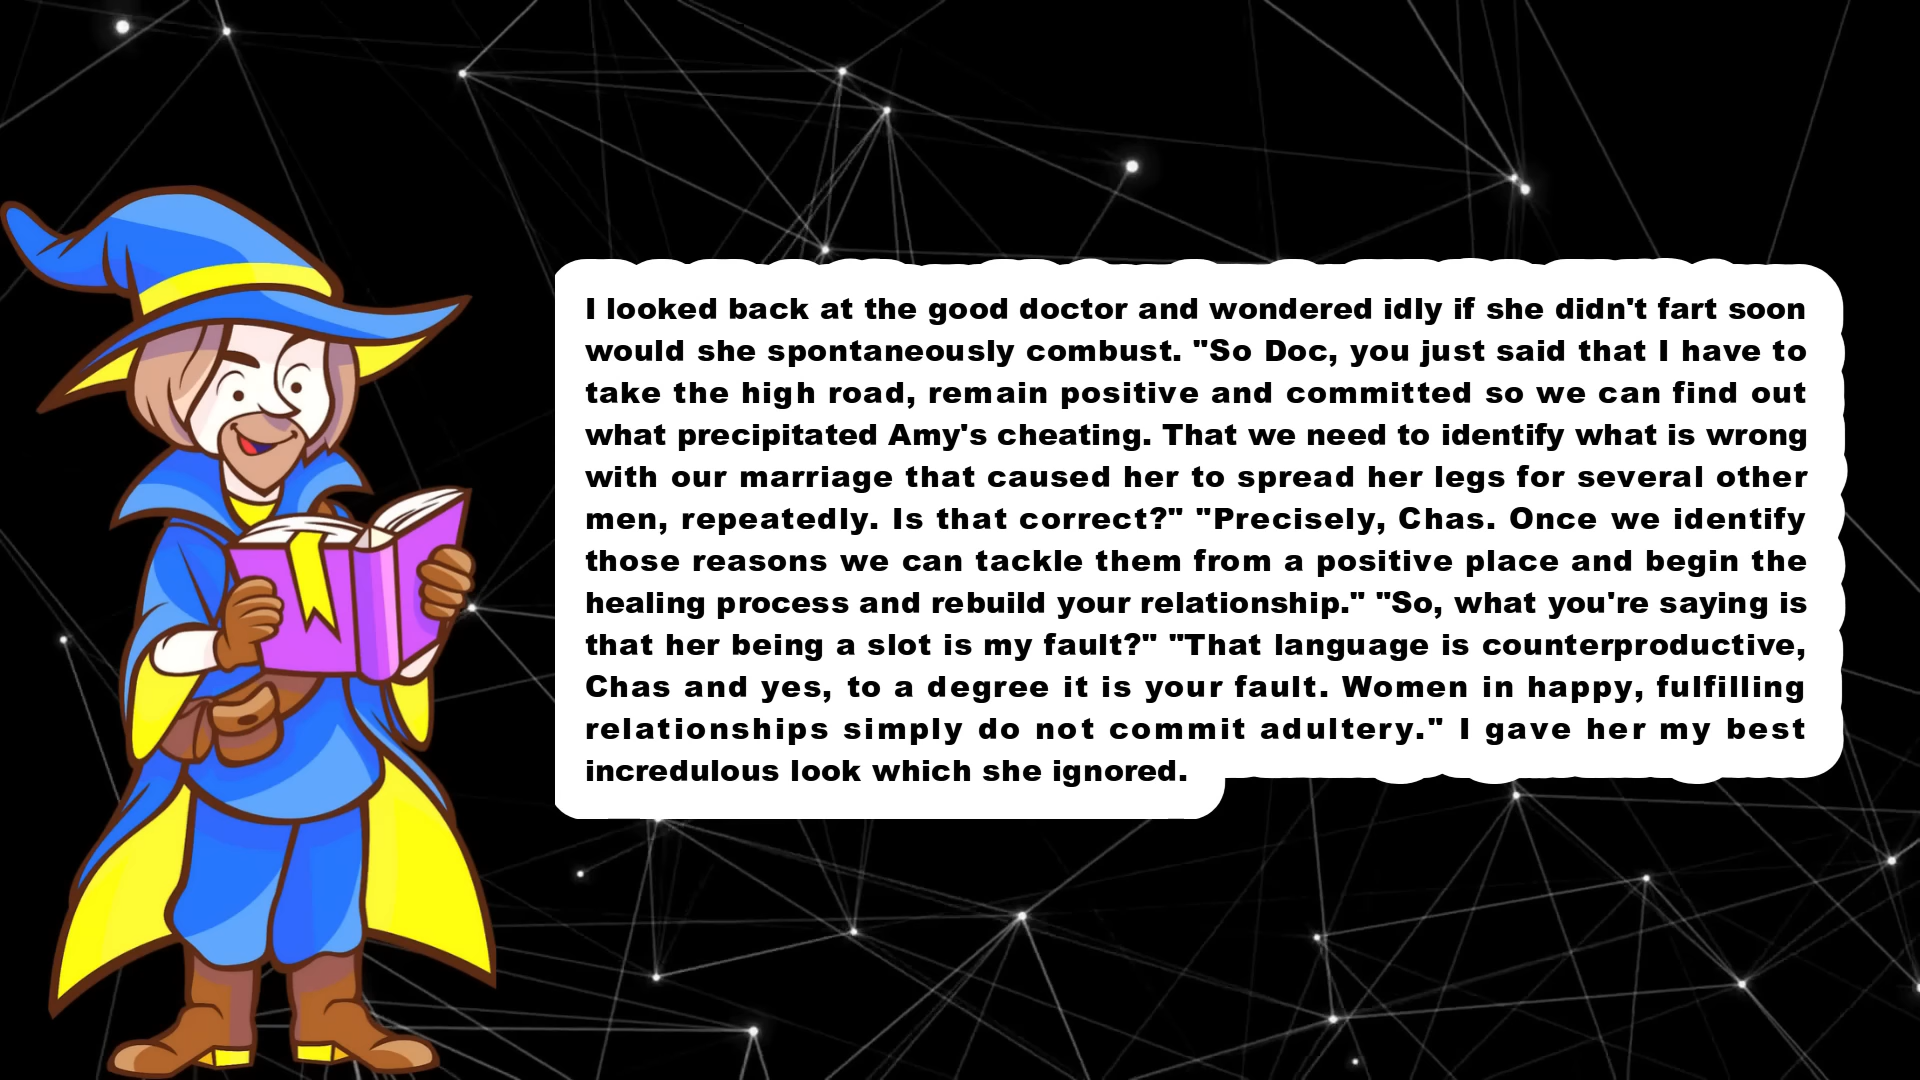 I looked back at the good doctor and wondered idly if she didn't fart soon
would she spontaneously combust. "So Doc, you just said that I have to
take the high road, remain positive and committed so we can find out
what precipitated Amy's cheating. That we need to identify what is wrong
with our marriage that caused her to spread her legs for several other
men, repeatedly. Is that correct?" "Precisely, Chas. Once we identify
those reasons we can tackle them from a positive place and begin the
healing process and rebuild your relationship." "So, what you're saying is
that her being a slot is my fault?" "That language is counterproductive,
Chas and yes, to a degree it is your fault. Women in happy, fulfilling
relationships simply do not commit adultery." I gave her my best
incredulous look which she ignored.